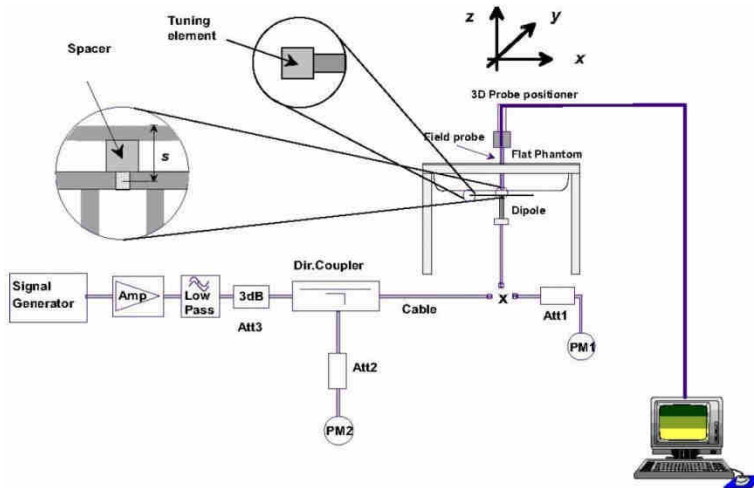 Tuning
element
Spacer
s
z
y
x
3D Probe positioner
Field probe
Flat Phantom
Dipole
Signal
Generator
Amp
Low
Pass
3dB
Att3
Dir.Coupler
Cable
x
Att1
PM1
Att2
PM2